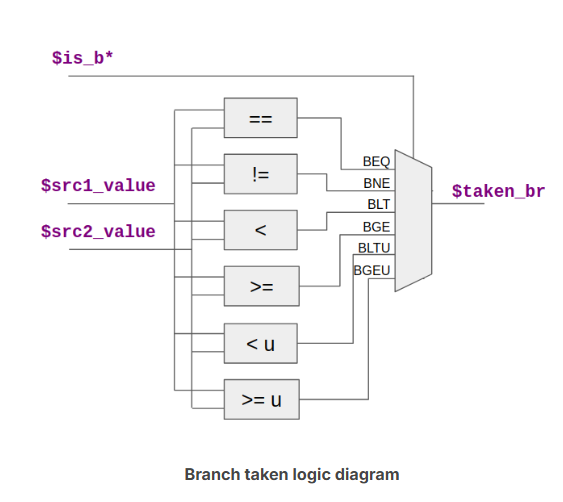 $is_b*
==
!=
<
>=
< u
>= u
$src1_value
$src2_value
BEQ
BNE
BLT
BGE
BLTU
BGEU
$taken_br
Branch taken logic diagram